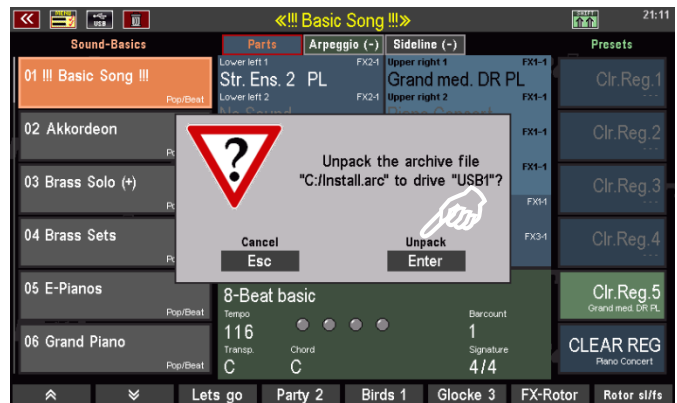 MENU
USB
«!!! Basic Song !!!»
SHIFT
21:11
Sound-Basics
Parts
Arpeggio (-)
Sideline (-)
Presets
01 !!! Basic Song !!!
Pop/Beat
Lower left 1
FX2-1
Str. Ens. 2 PL
Lower left 2
FX2-1
No Sound
Upper right 1
FX1-1
Grand med. DR PL
Upper right 2
FX1-1
Piano Concert
Clr.Reg.1
---
02 Akkordeon
FX1-1
Clr.Reg.2
---
03 Brass Solo (+)
FX1-1
Clr.Reg.3
---
FX1-1
04 Brass Sets
FX3-1
Clr.Reg.4
---
?
Unpack the archive file
"C:/Install.arc" to drive "USB1"?
Cancel
Esc
Unpack
Enter
05 E-Pianos
Pop/Beat
8-Beat basic
Clr.Reg.5
Grand med. DR PL
Tempo
116
Barcount
1
06 Grand Piano
Pop/Beat
Transp.
C
Chord
C
Signature
4/4
CLEAR REG
Piano Concert
Lets go
Party 2
Birds 1
Glocke 3
FX-Rotor
Rotor sl/fs